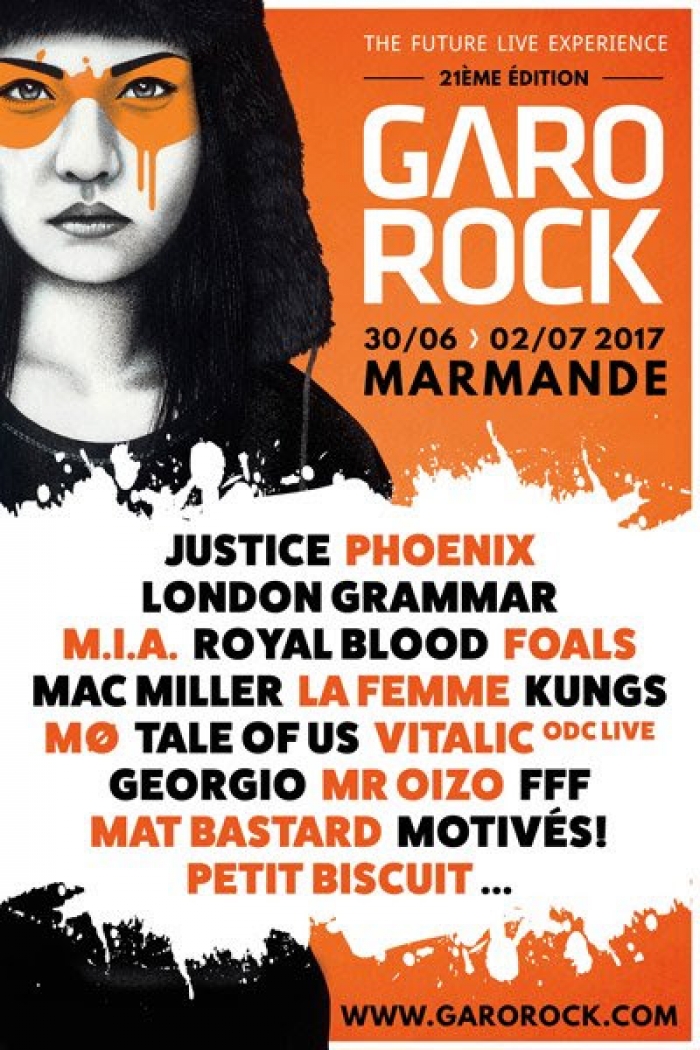 THE FUTURE LIVE EXPERIENCE
21ÈME ÉDITION
GARO
ROCK
30/06 › 02/07 2017
MARMANDE
JUSTICE PHOENIX
LONDON GRAMMAR
M.I.A. ROYAL BLOOD FOALS
MAC MILLER LA FEMME KUNGS
MØ TALE OF US VITALIC ODC LIVE
GEORGIO MR OIZO FFF
MAT BASTARD MOTIVÉS!
PETIT BISCUIT ...
WWW.GAROROCK.COM